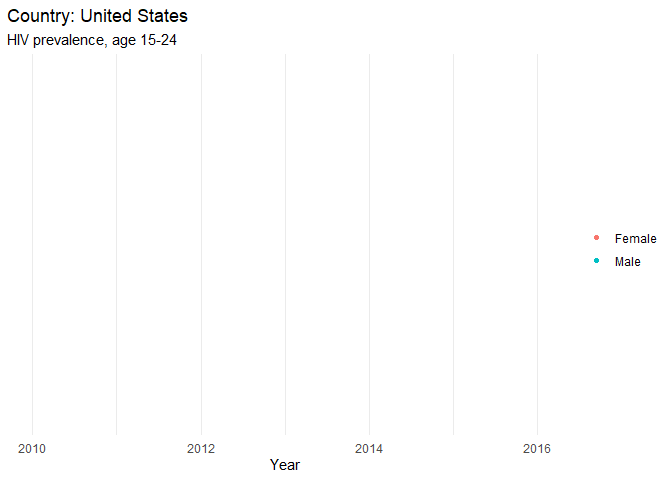 Country: United States
HIV prevalence, age 15-24
Female
Male
2010 2012 2014 2016
Year